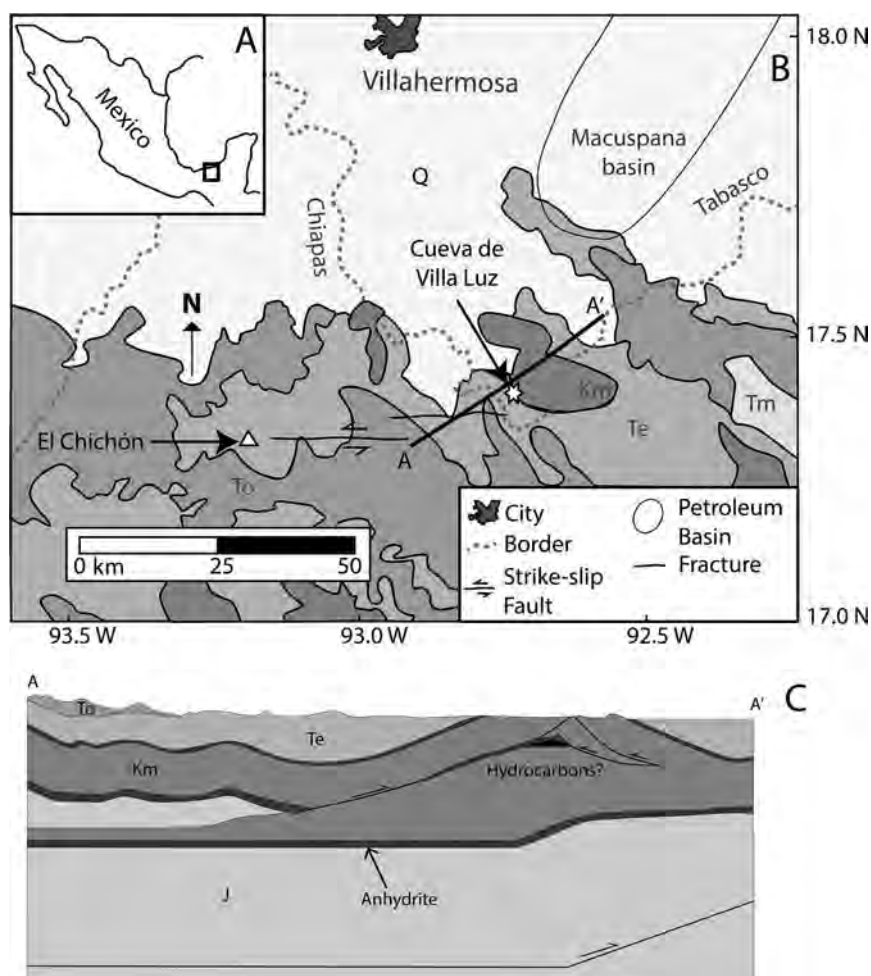 A
Mexico
B
Villahermosa
18.0 N
Macuspana
basin
Q
Tabasco
Chiapas
Cueva de
Villa Luz
N
A'
17.5 N
Km
Tm
El Chichón
Te
A
To
City
Petroleum
Basin
Border
Fracture
Strike-slip
Fault
0 km
25
50
17.0 N
93.5 W
93.0 W
92.5 W
A
A'
C
To
Te
Km
Hydrocarbons?
Anhydrite
J